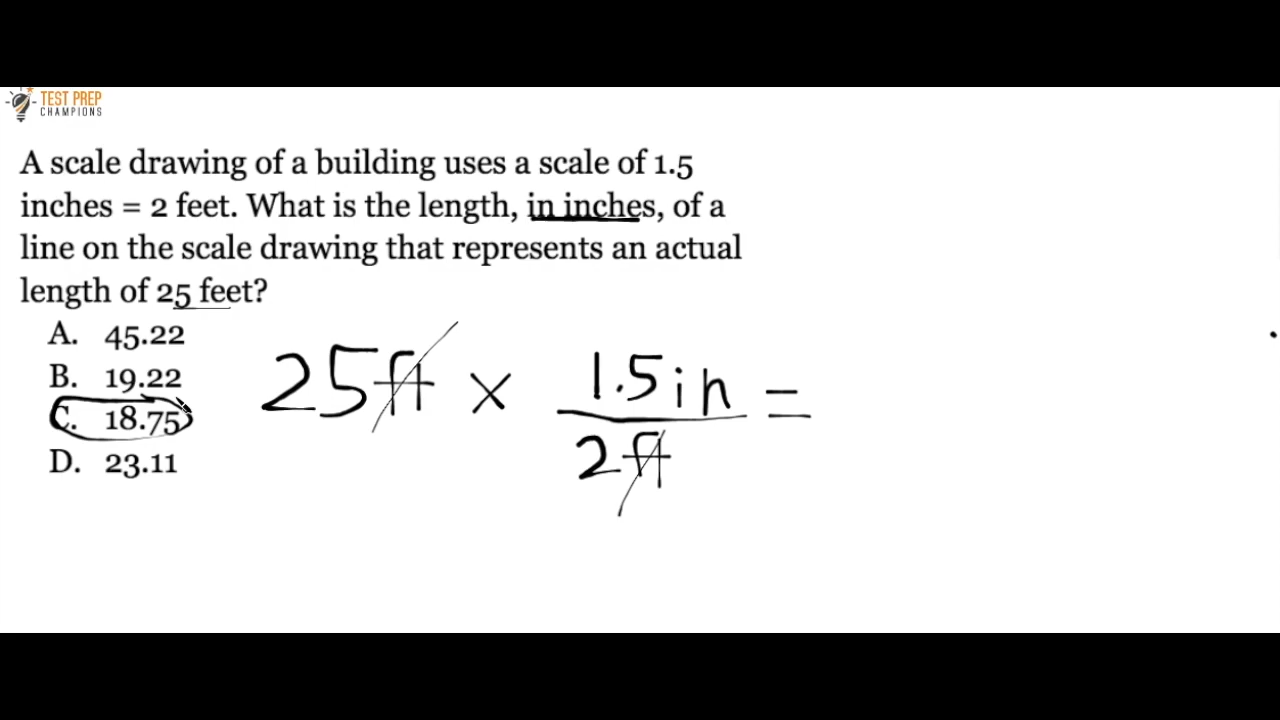 TEST PREP
CHAMPIONS
A scale drawing of a building uses a scale of 1.5
inches = 2 feet. What is the length, in inches, of a
line on the scale drawing that represents an actual
length of 25 feet?
A. 45.22
B. 19.22
C. 18.75
D. 23.11
25ft × 1.5in =
2ft